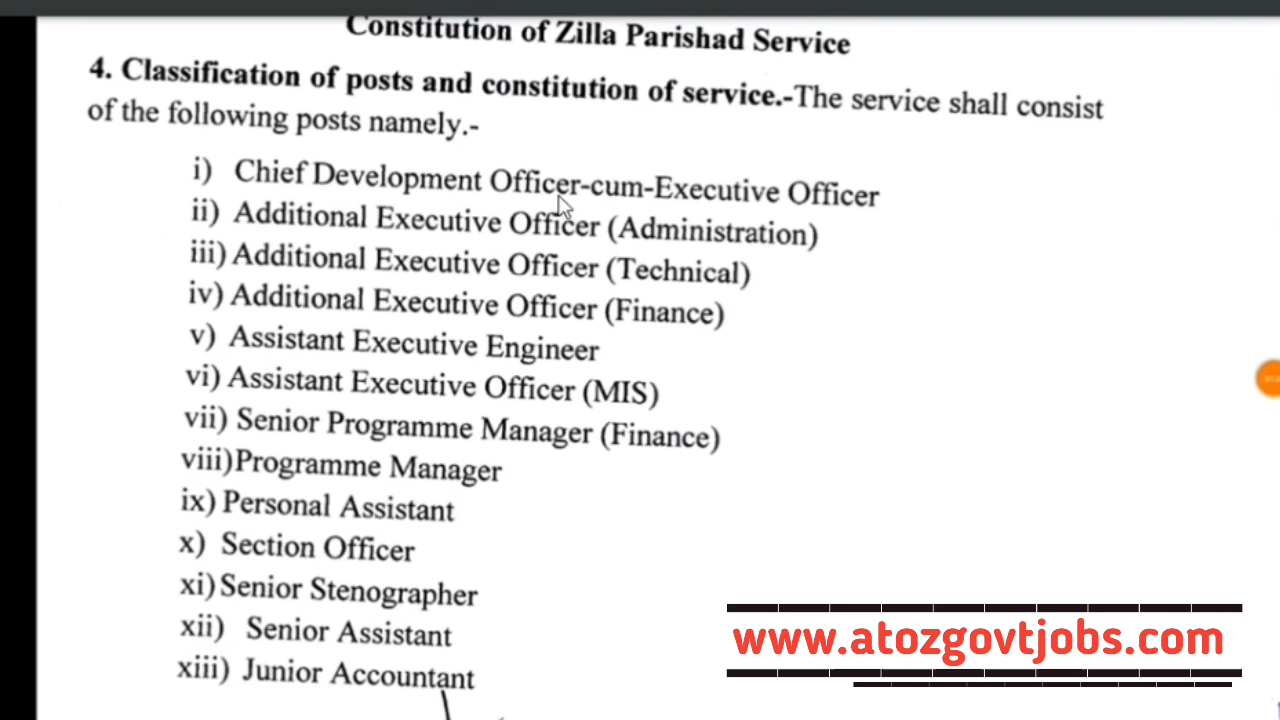 Constitution of Zilla Parishad Service
4. Classification of posts and constitution of service.-The service shall consist
of the following posts namely.-
i) Chief Development Officer-cum-Executive Officer
ii) Additional Executive Officer (Administration)
iii) Additional Executive Officer (Technical)
iv) Additional Executive Officer (Finance)
v) Assistant Executive Engineer
vi) Assistant Executive Officer (MIS)
vii) Senior Programme Manager (Finance)
viii) Programme Manager
ix) Personal Assistant
x) Section Officer
xi) Senior Stenographer
xii) Senior Assistant
xiii) Junior Accountant
www.atozgovtjobs.com